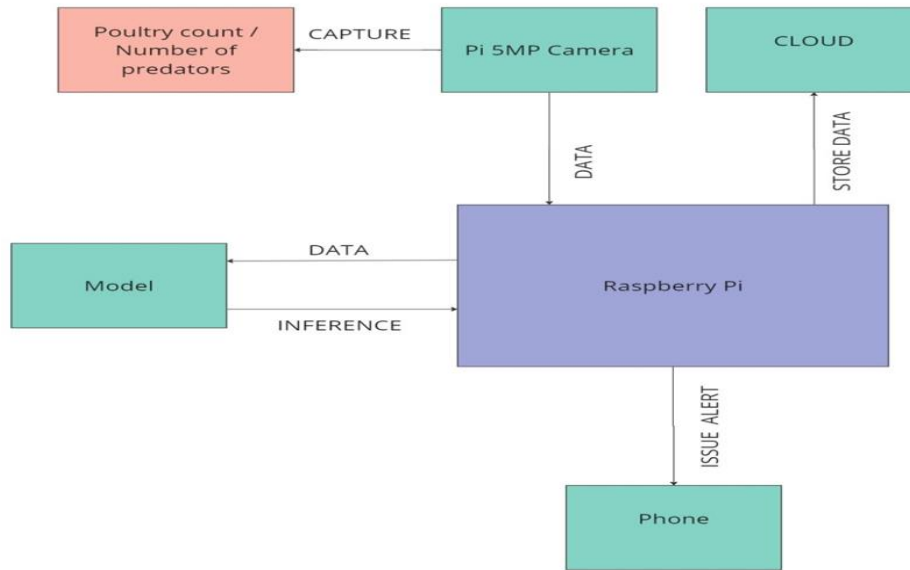 Poultry count /
Number of
predators
CAPTURE
Pi 5MP Camera
CLOUD
DATA
STORE DATA
DATA
Model
INFERENCE
Raspberry Pi
ISSUE ALERT
Phone